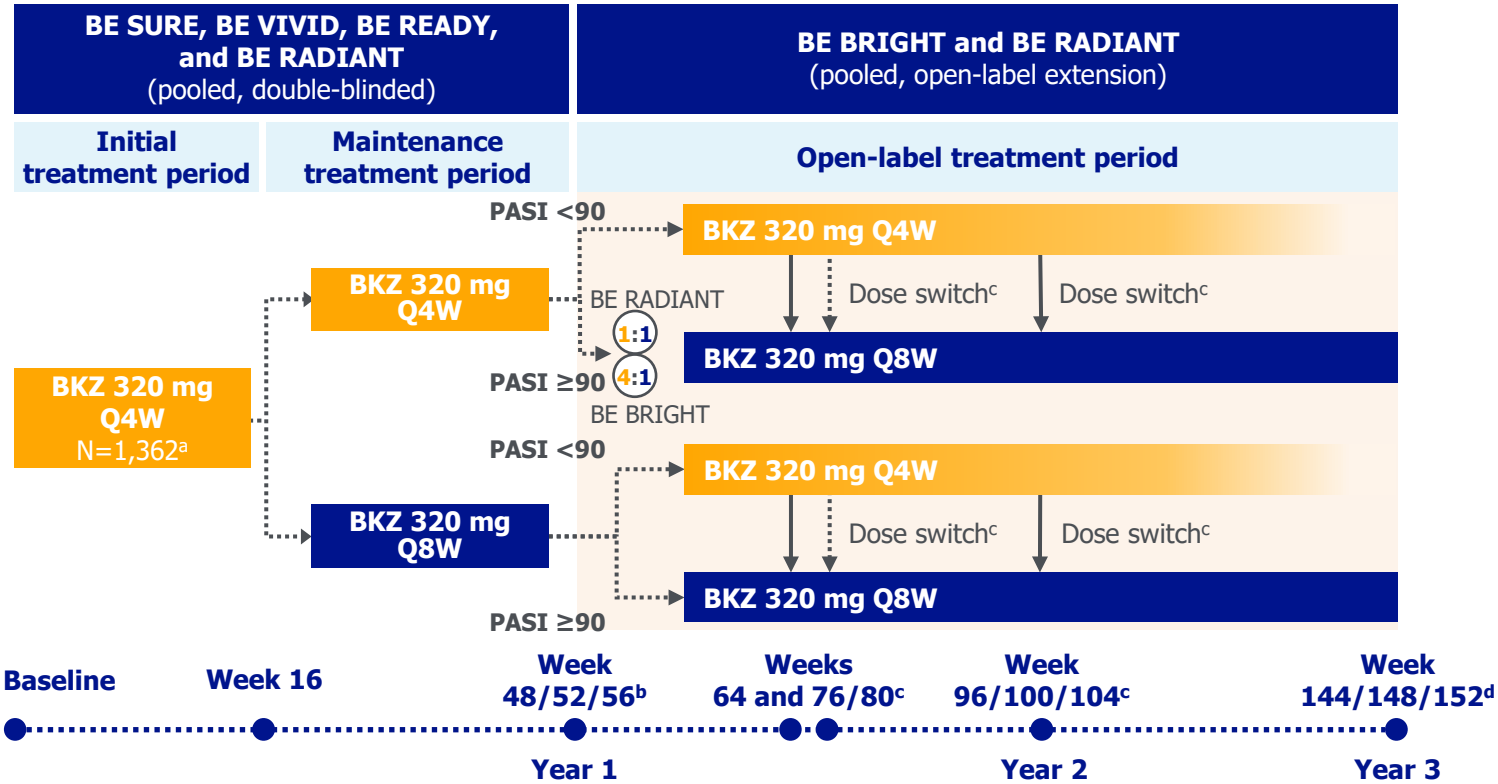 BE SURE, BE VIVID, BE READY,
and BE RADIANT
(pooled, double-blinded)
BE BRIGHT and BE RADIANT
(pooled, open-label extension)
Initial
treatment period
Maintenance
treatment period
Open-label treatment period
PASI <90
BKZ 320 mg Q4W
BKZ 320 mg
Q4W
BE RADIANT
1:1
Dose switchᶜ
Dose switchᶜ
BKZ 320 mg Q8W
PASI ≥90
4:1
BE BRIGHT
BKZ 320 mg
Q4W
N=1,362ᵃ
PASI <90
BKZ 320 mg Q4W
BKZ 320 mg
Q8W
Dose switchᶜ
Dose switchᶜ
BKZ 320 mg Q8W
PASI ≥90
Baseline
Week 16
Week
48/52/56ᵇ
Weeks
64 and 76/80ᶜ
Week
96/100/104ᶜ
Week
144/148/152ᵈ
Year 1
Year 2
Year 3